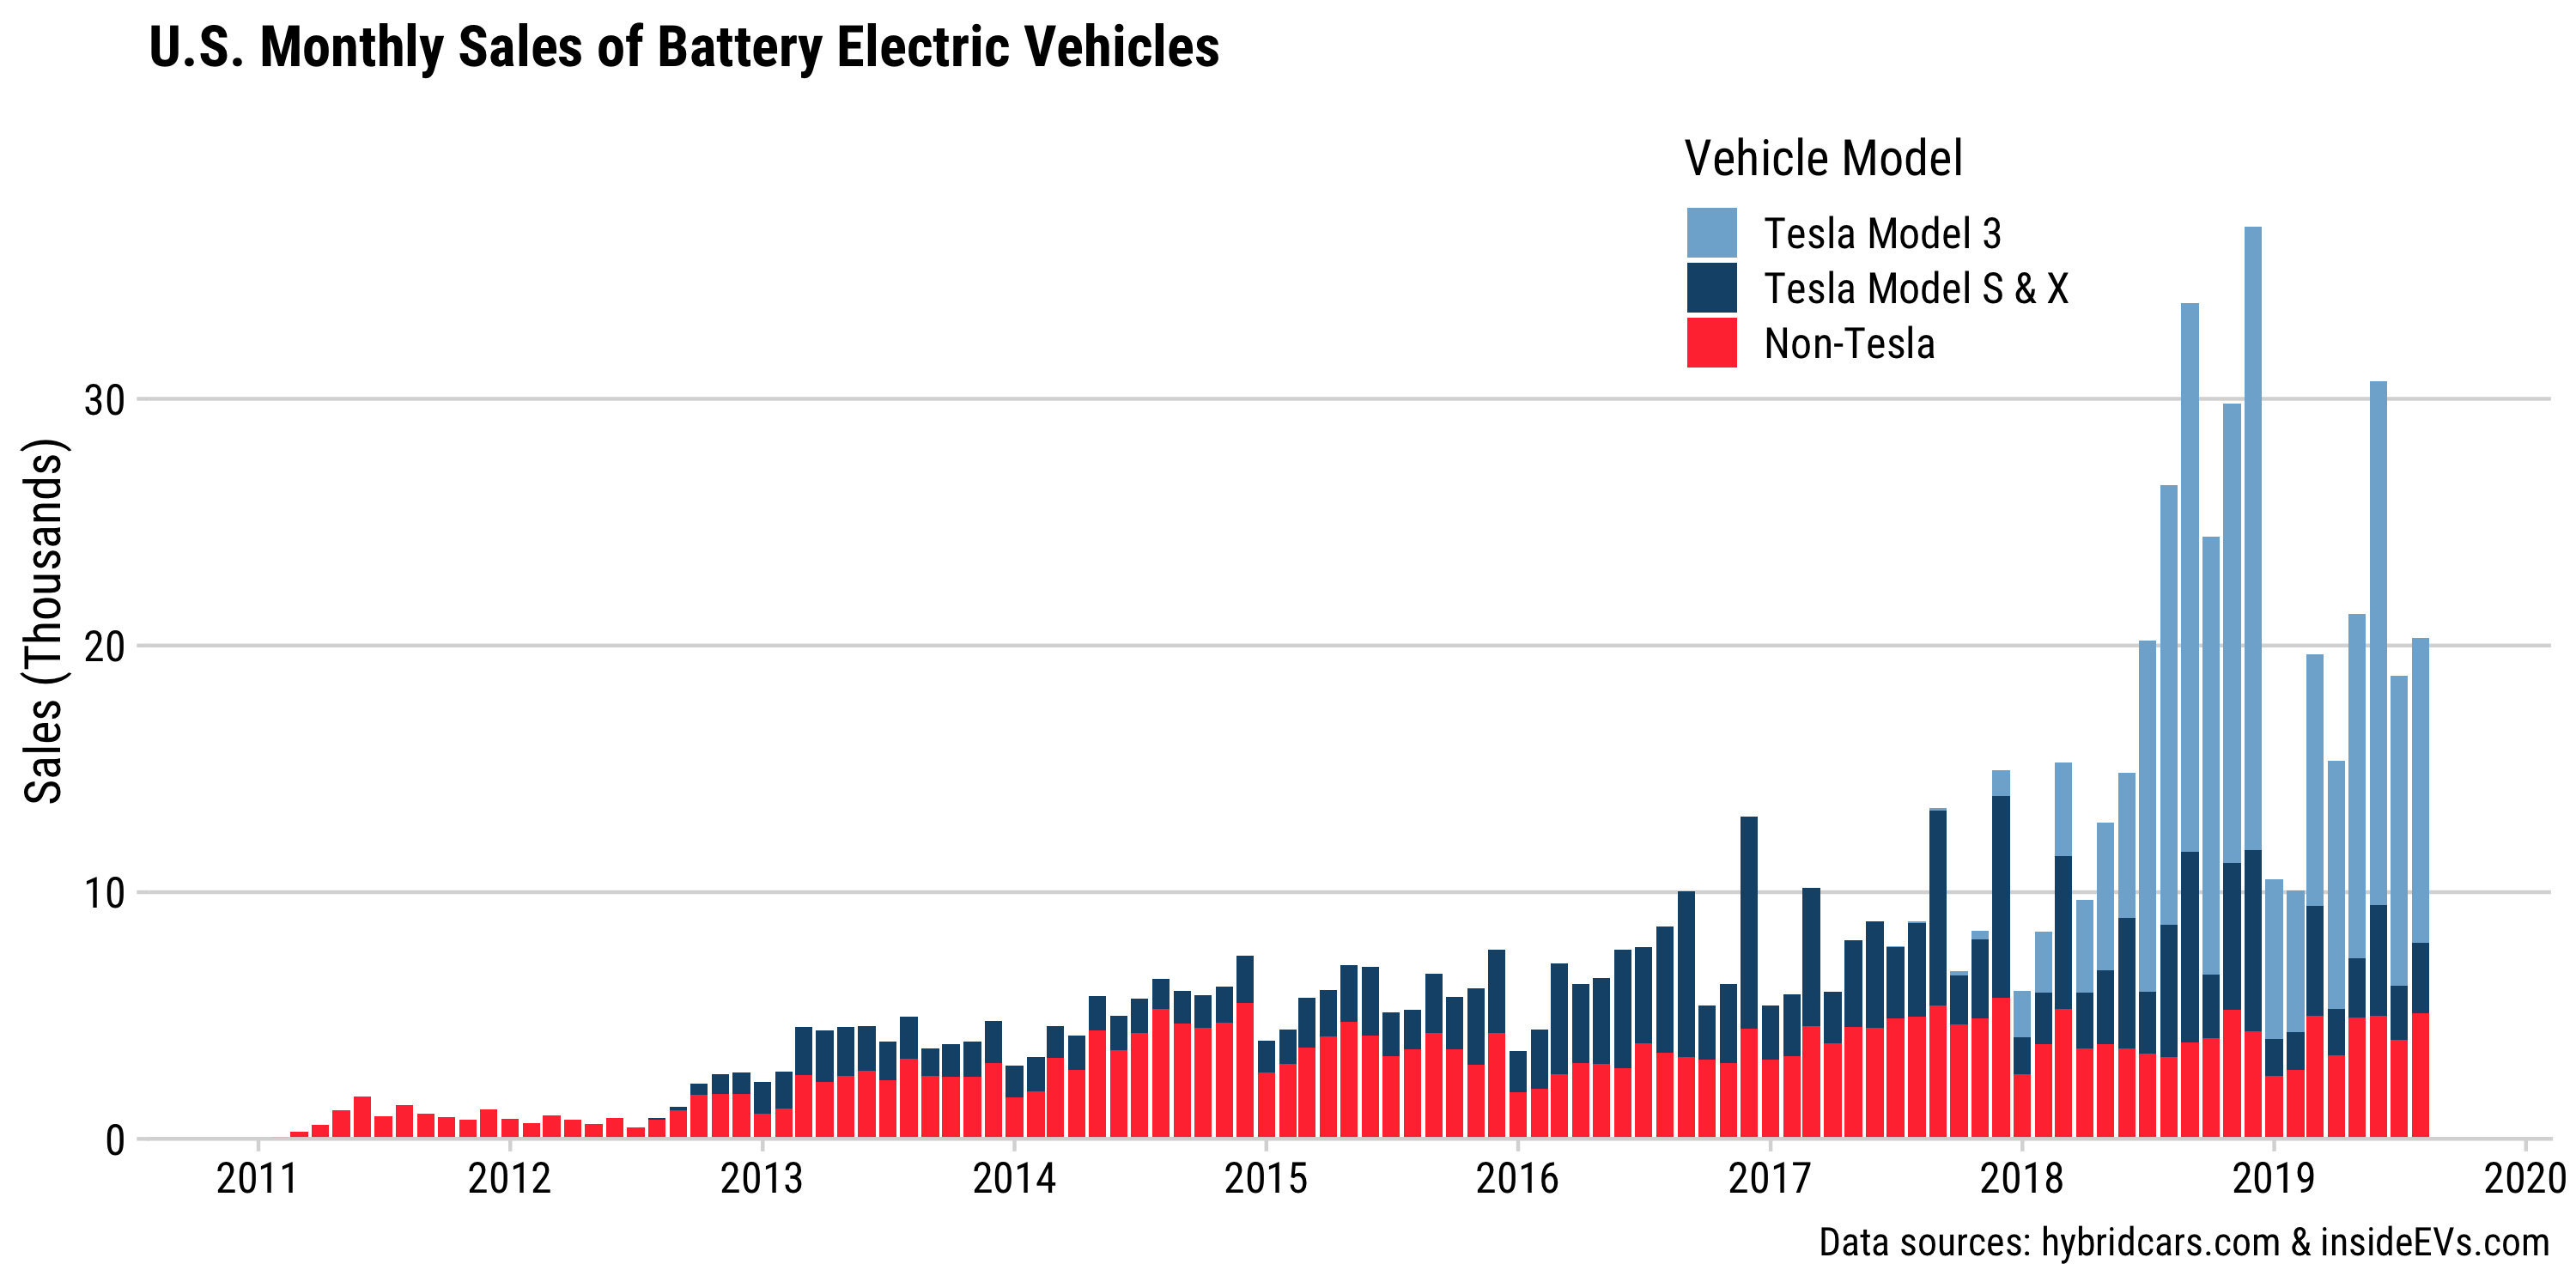 U.S. Monthly Sales of Battery Electric Vehicles
Vehicle Model
Tesla Model 3
Tesla Model S & X
Non-Tesla
Sales (Thousands)
30
20
10
0
2011 2012 2013 2014 2015 2016 2017 2018 2019 2020
Data sources: hybridcars.com & insideEVs.com